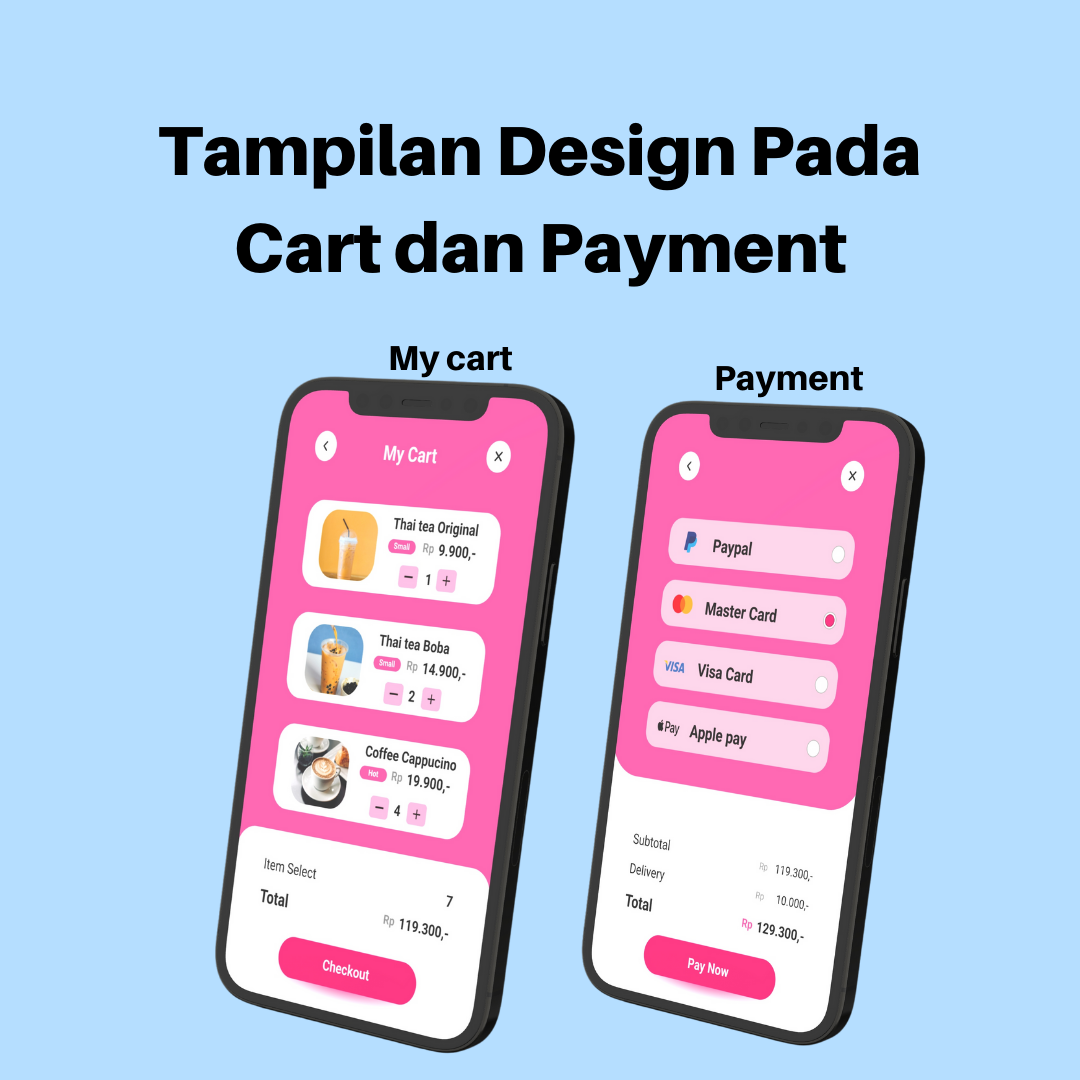 Tampilan Design Pada
Cart dan Payment
My cart
My Cart
Thai tea Original
Small Rp 9.900,-
1
Thai tea Boba
Small Rp 14.900,-
2
Coffee Cappucino
Hot Rp 19.900,-
4
Item Select 7
Total Rp 119.300,-
Checkout
Payment
Paypal
Master Card
VISA Visa Card
Pay Apple pay
Subtotal Rp 119.300,-
Delivery Rp 10.000,-
Total Rp 129.300,-
Pay Now